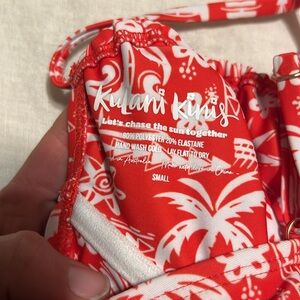 Kulani Kinis
Let's chase the sun together
80% POLYESTER 20% ELASTANE
HAND WASH COLD - LAY FLAT TO DRY
SMALL